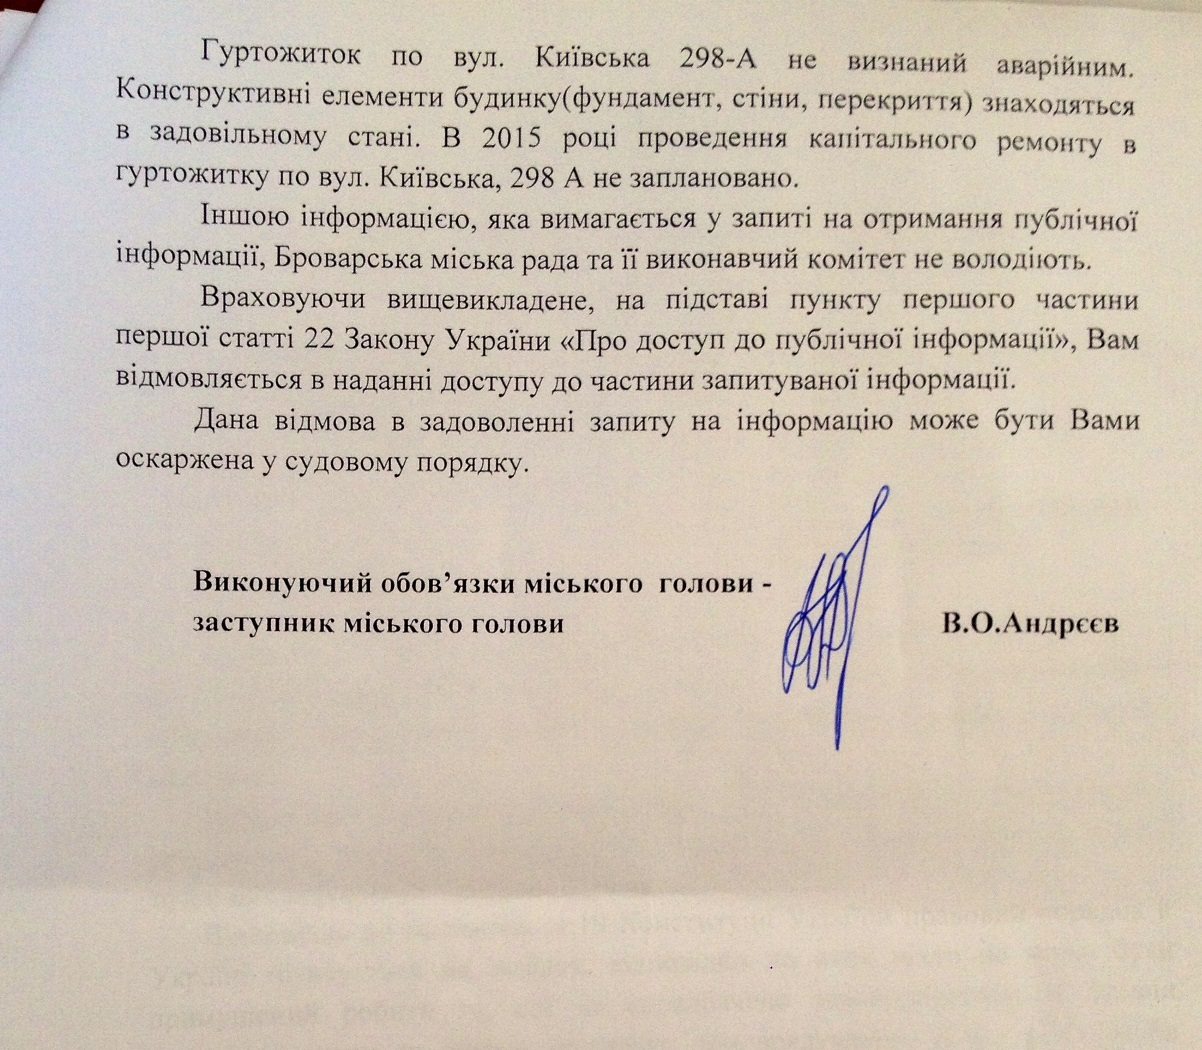 Гуртожиток по вул. Київська 298-А не визнаний аварійним.
Конструктивні елементи будинку(фундамент, стіни, перекриття) знаходяться
в задовільному стані. В 2015 році проведення капітального ремонту в
гуртожитку по вул. Київська, 298 А не заплановано.
Іншою інформацією, яка вимагається у запиті на отримання публічної
інформації, Броварська міська рада та її виконавчий комітет не володіють.
Враховуючи вищевикладене, на підставі пункту першого частини
першої статті 22 Закону України «Про доступ до публічної інформації», Вам
відмовляється в наданні доступу до частини запитуваної інформації.
Дана відмова в задоволенні запиту на інформацію може бути Вами
оскаржена у судовому порядку.
Виконуючий обов’язки міського голови -
заступник міського голови В.О.Андрєєв